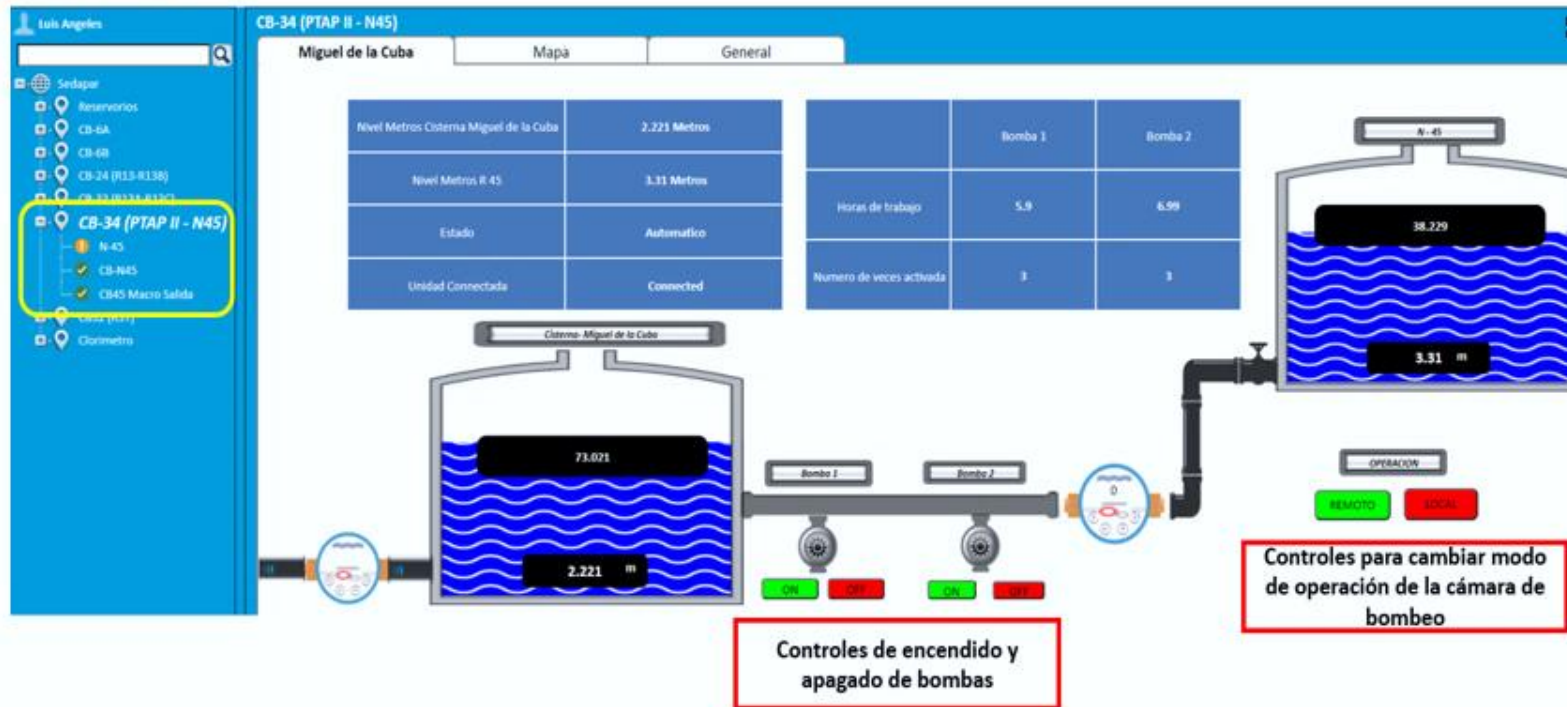 Luis Angeles
CB-34 (PTAP II - N45)
Miguel de la Cuba
Mapa
General
Sedapar
Reservorios
CB-6A
CB-6B
CB-24 (R13-R13B)
CB-34 (PTAP II - N45)
N-45
CB-N45
CB45 Macro Salida
Clorimetro
Nivel Metros Cisterna Miguel de la Cuba
2.221 Metros
Nivel Metros R 45
3.31 Metros
Estado
Automatico
Unidad Connectada
Connected
Bomba 1
Bomba 2
Horas de trabajo
5.9
6.99
Numero de veces activada
3
3
N - 45
38.229
3.31 m
Cisterna- Miguel de la Cuba
73.021
2.221 m
Bomba 1
Bomba 2
0
ON
OFF
ON
OFF
OPERACION
REMOTO
LOCAL
Controles de encendido y
apagado de bombas
Controles para cambiar modo
de operación de la cámara de
bombeo